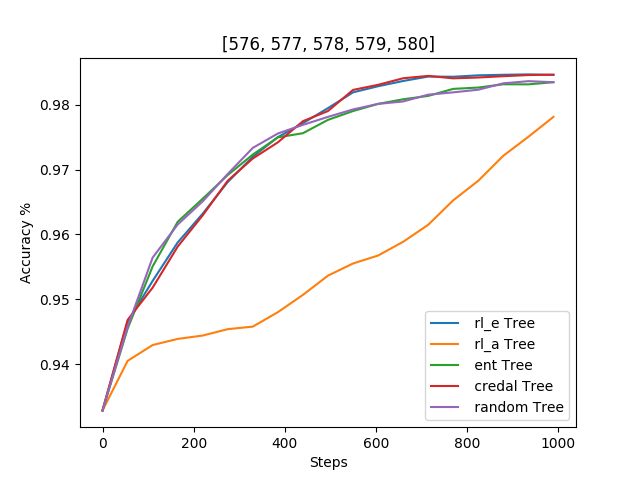 [576, 577, 578, 579, 580]
0.98
0.97
0.96
0.95
0.94
Accuracy %
rl_e Tree
rl_a Tree
ent Tree
credal Tree
random Tree
0 200 400 600 800 1000
Steps